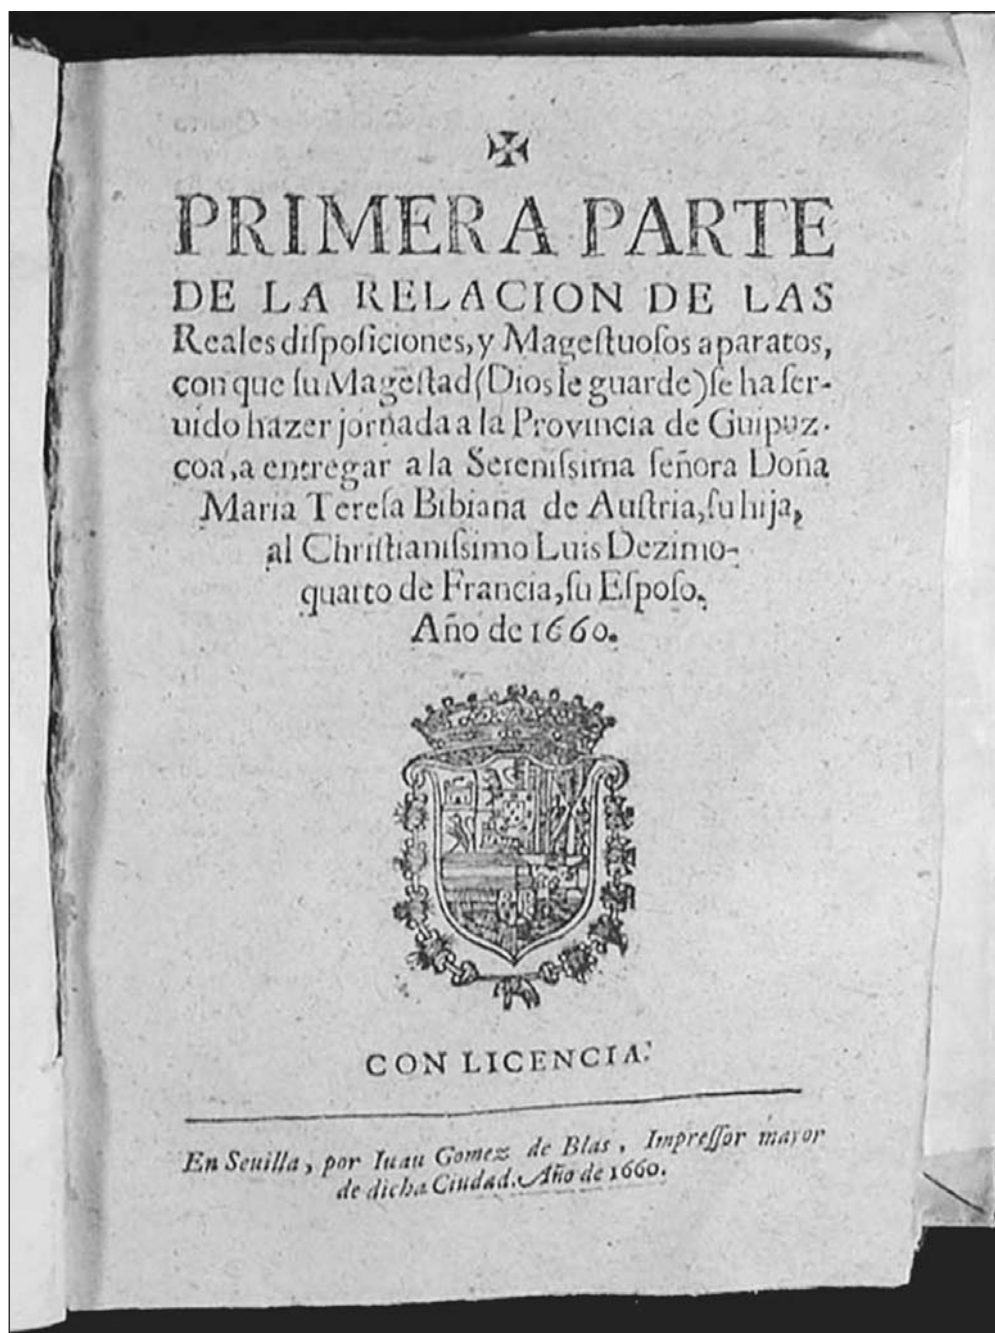 ✠
PRIMERA PARTE
DE LA RELACION DE LAS
Reales diſpoſiciones, y Mageſtuoſos aparatos,
con que ſu Mageſtad (Dios le guarde) ſe ha ſer-
uido hazer jornada a la Provincia de Guipuz-
coa, a entregar a la Sereniſsima ſeñora Doña
Maria Tereſa Bibiana de Auſtria, ſu hija,
al Chriſtianiſsimo Luis Dezimo-
quarto de Francia, ſu Eſpoſo.
Año de 1660.
CON LICENCIA.
En Seuilla, por Iuan Gomez de Blas, Impreſſor mayor
de dicha Ciudad. Año de 1660.